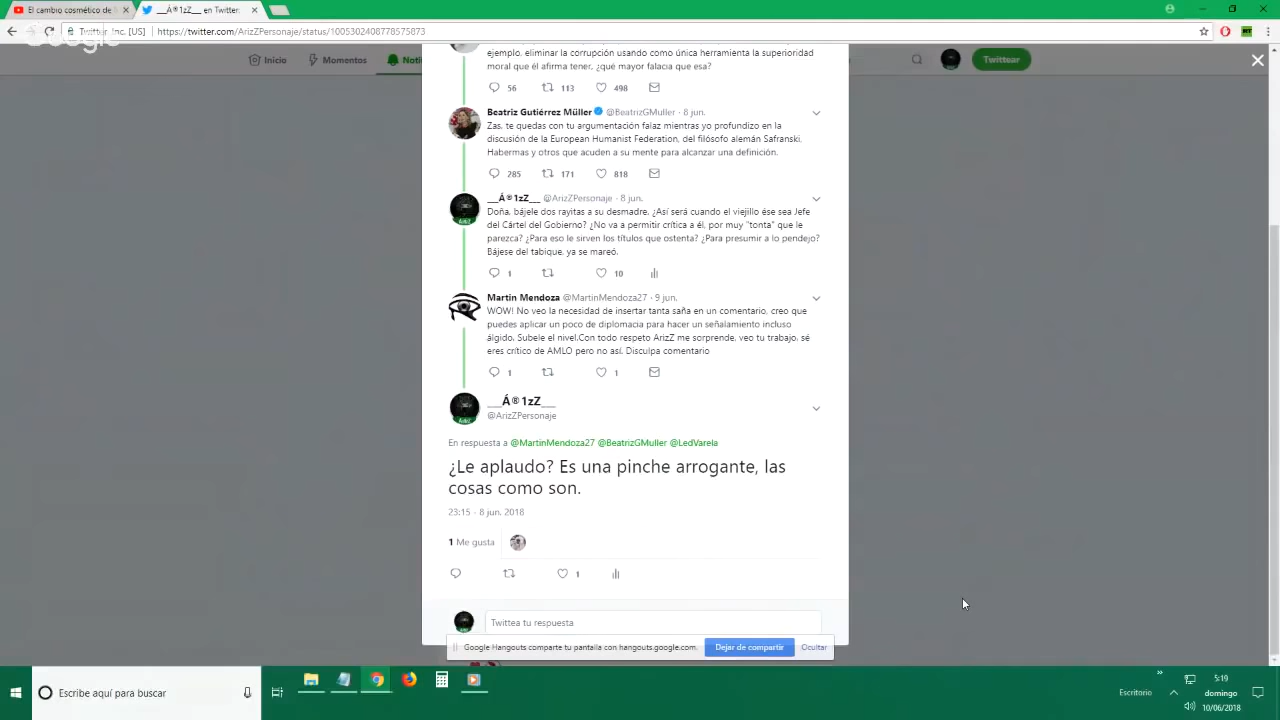 El cambio cosmético de
__Á®1zZ__ en Twitter:
Twitter Inc. [US]
https://twitter.com/ArizZPersonaje/status/1005302408778575873
Google
Inicio
Momentos
Noti
Twittear
ejemplo, eliminar la corrupción usando como única herramienta la superioridad
moral que él afirma tener, ¿qué mayor falacia que esa?
56 113 498
Beatriz Gutiérrez Müller @BeatrizGMuller · 8 jun.
Zas, te quedas con tu argumentación falaz mientras yo profundizo en la
discusión de la European Humanist Federation, del filósofo alemán Safranski,
Habermas y otros que acuden a su mente para alcanzar una definición.
285 171 818
___Á®1zZ___ @ArizZPersonaje · 8 jun.
Doña, bájele dos rayitas a su desmadre. ¿Así será cuando el viejillo ése sea Jefe
del Cártel del Gobierno? ¿No va a permitir crítica a él, por muy "tonta" que le
parezca? ¿Para eso le sirven los títulos que ostenta? ¿Para presumir a lo pendejo?
Bájese del tabique, ya se mareó.
1 10
Martin Mendoza @MartinMendoza27 · 9 jun.
WOW! No veo la necesidad de insertar tanta saña en un comentario, creo que
puedes aplicar un poco de diplomacia para hacer un señalamiento incluso
álgido. Subele el nivel.Con todo respeto ArizZ me sorprende, veo tu trabajo, sé
eres crítico de AMLO pero no así. Disculpa comentario
1 1
___Á®1zZ___
@ArizZPersonaje
En respuesta a @MartinMendoza27 @BeatrizGMuller @LedVarela
¿Le aplaudo? Es una pinche arrogante, las
cosas como son.
23:15 - 8 jun. 2018
1 Me gusta
1
Twittea tu respuesta
Google Hangouts comparte tu pantalla con hangouts.google.com.
Dejar de compartir
Ocultar
Escribe aquí para buscar
Escritorio
5:19
domingo
10/06/2018